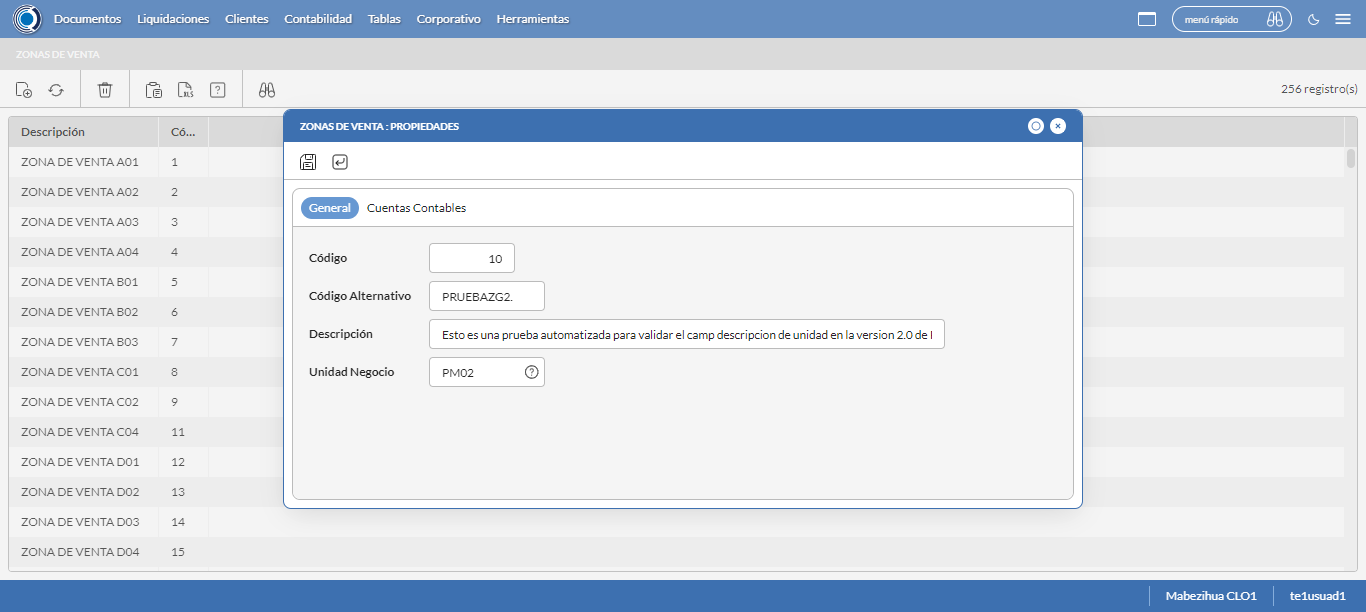 Documentos Liquidaciones Clientes Contabilidad Tablas Corporativo Herramientas menú rápido
ZONAS DE VENTA
XLS ? 256 registro(s)
Descripción Có...
ZONA DE VENTA A01 1
ZONA DE VENTA A02 2
ZONA DE VENTA A03 3
ZONA DE VENTA A04 4
ZONA DE VENTA B01 5
ZONA DE VENTA B02 6
ZONA DE VENTA B03 7
ZONA DE VENTA C01 8
ZONA DE VENTA C02 9
ZONA DE VENTA C04 11
ZONA DE VENTA D01 12
ZONA DE VENTA D02 13
ZONA DE VENTA D03 14
ZONA DE VENTA D04 15
ZONAS DE VENTA : PROPIEDADES
General Cuentas Contables
Código 10
Código Alternativo PRUEBAZG2.
Descripción Esto es una prueba automatizada para validar el camp descripcion de unidad en la version 2.0 de
Unidad Negocio PM02 ?
Mabezihua CLO1 te1usuad1